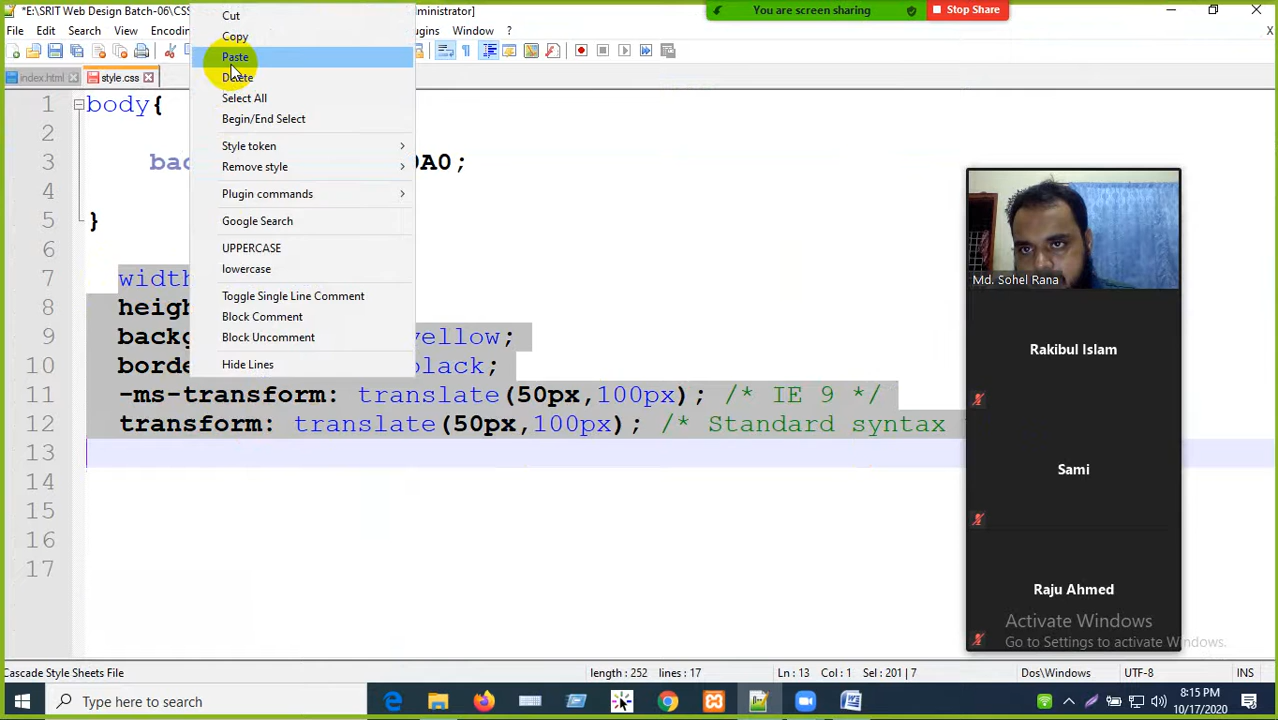 *E:\SRIT Web Design Batch-06\CSS
Cut
ministrator]
You are screen sharing
Stop Share
File
Edit
Search
View
Encodin
Copy
ugins
Window
?
X
Paste
index.html
style.css
Delete
Select All
Begin/End Select
Style token
Remove style
Plugin commands
Google Search
UPPERCASE
lowercase
Toggle Single Line Comment
Block Comment
Block Uncomment
Hide Lines
1 body{
2
3 bac 0A0;
4
5 }
6
7 width
8 heigh
9 backg yellow;
10 borde black;
11 -ms-transform: translate(50px,100px); /* IE 9 */
12 transform: translate(50px,100px); /* Standard syntax
13
14
15
16
17
Md. Sohel Rana
Rakibul Islam
Sami
Raju Ahmed
Activate Windows
Go to Settings to activate Windows.
Cascade Style Sheets File
length : 252 lines : 17
Ln : 13 Col : 1 Sel : 201 | 7
Dos\Windows
UTF-8
INS
Type here to search
8:15 PM
10/17/2020